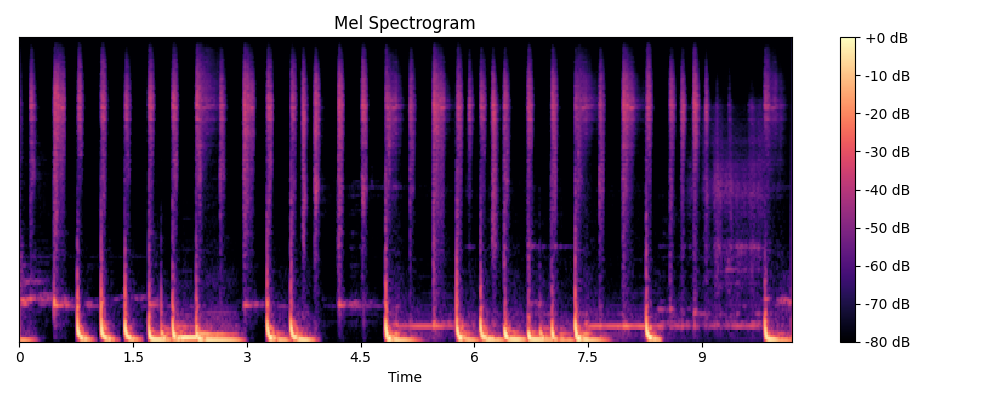 Mel Spectrogram
+0 dB
-10 dB
-20 dB
-30 dB
-40 dB
-50 dB
-60 dB
-70 dB
-80 dB
0 1.5 3 4.5 6 7.5 9
Time